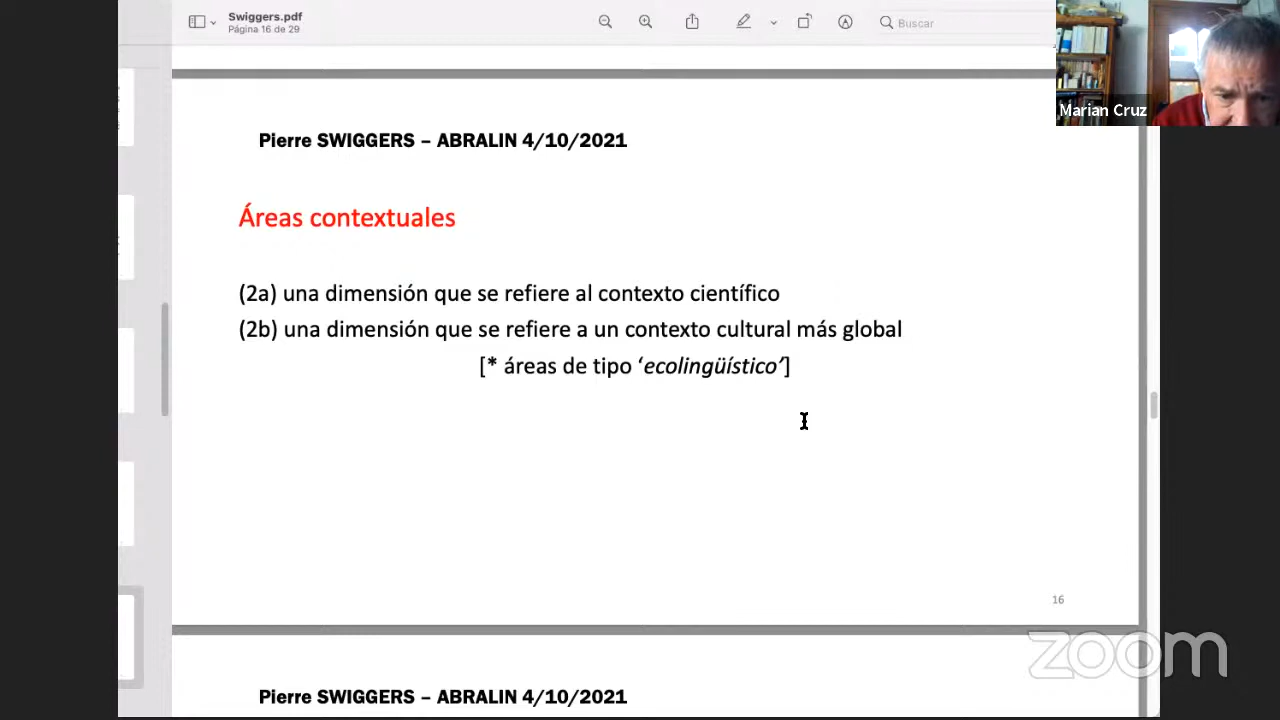 Swiggers.pdf
Página 16 de 29
Buscar
Marian Cruz
Pierre SWIGGERS – ABRALIN 4/10/2021
Áreas contextuales
(2a) una dimensión que se refiere al contexto científico
(2b) una dimensión que se refiere a un contexto cultural más global
[* áreas de tipo ‘ecolingüístico’]
16
zoom
Pierre SWIGGERS – ABRALIN 4/10/2021